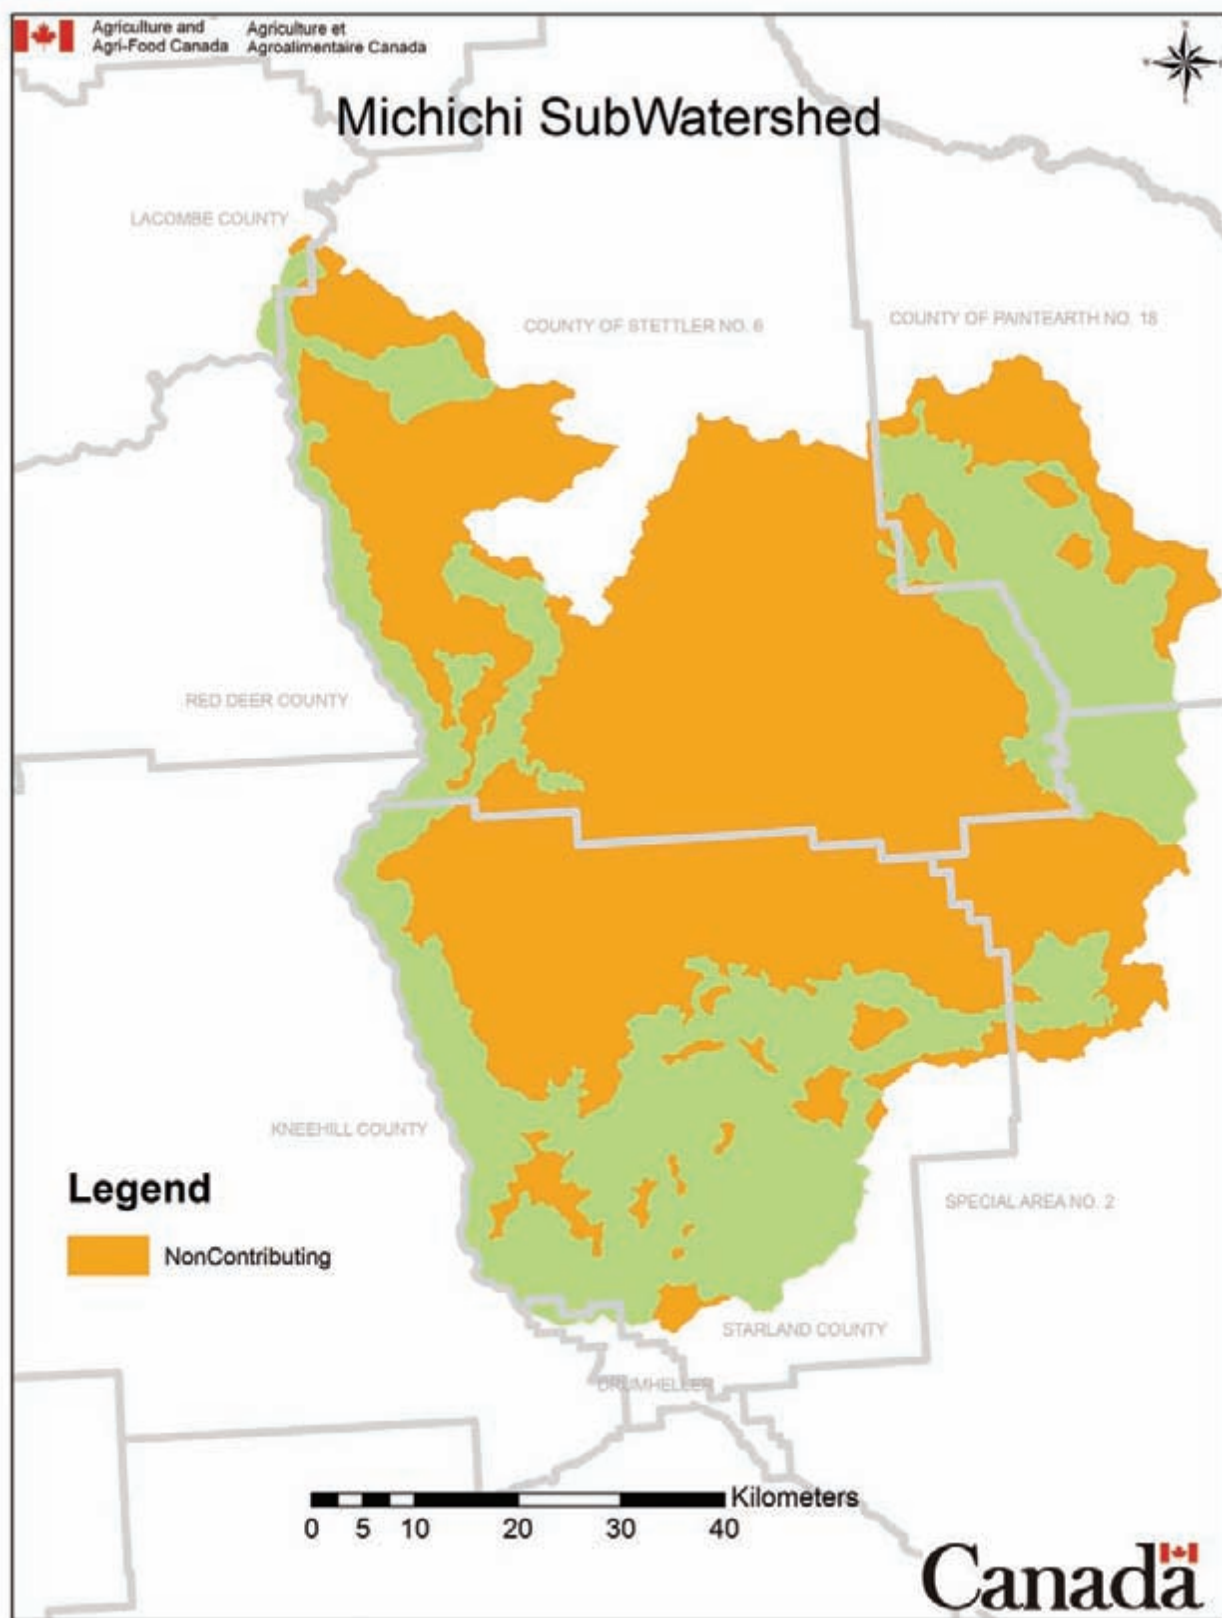 Agriculture and Agriculture et
Agri-Food Canada Agroalimentaire Canada
Michichi SubWatershed
LACOMBE COUNTY
COUNTY OF STETTLER NO. 6
COUNTY OF PAINTEARTH NO. 18
RED DEER COUNTY
KNEEHILL COUNTY
Legend
NonContributing
SPECIAL AREA NO. 2
STARLAND COUNTY
DRUMHELLER
Kilometers
0 5 10 20 30 40
Canada